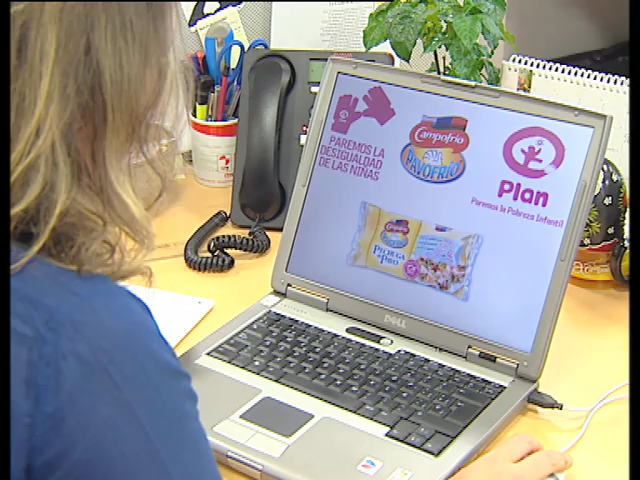 PAREMOS LA
DESIGUALDAD
DE LAS NIÑAS
Campofrío
PAVOFRÍO
Plan
Paremos la Pobreza Infantil
Campofrío
PECHUGA
de PAVO
DELL